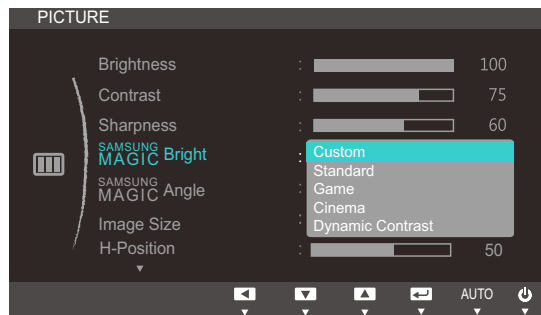 PICTURE
Brightness : 100
Contrast : 75
Sharpness : 60
SAMSUNG MAGIC Bright : Custom
Standard
SAMSUNG MAGIC Angle : Game
Cinema
Image Size : Dynamic Contrast
H-Position : 50
AUTO